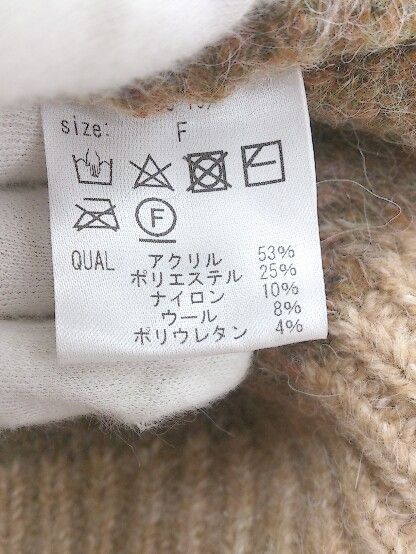 size: F
F
QUAL アクリル 53%
ポリエステル 25%
ナイロン 10%
ウール 8%
ポリウレタン 4%